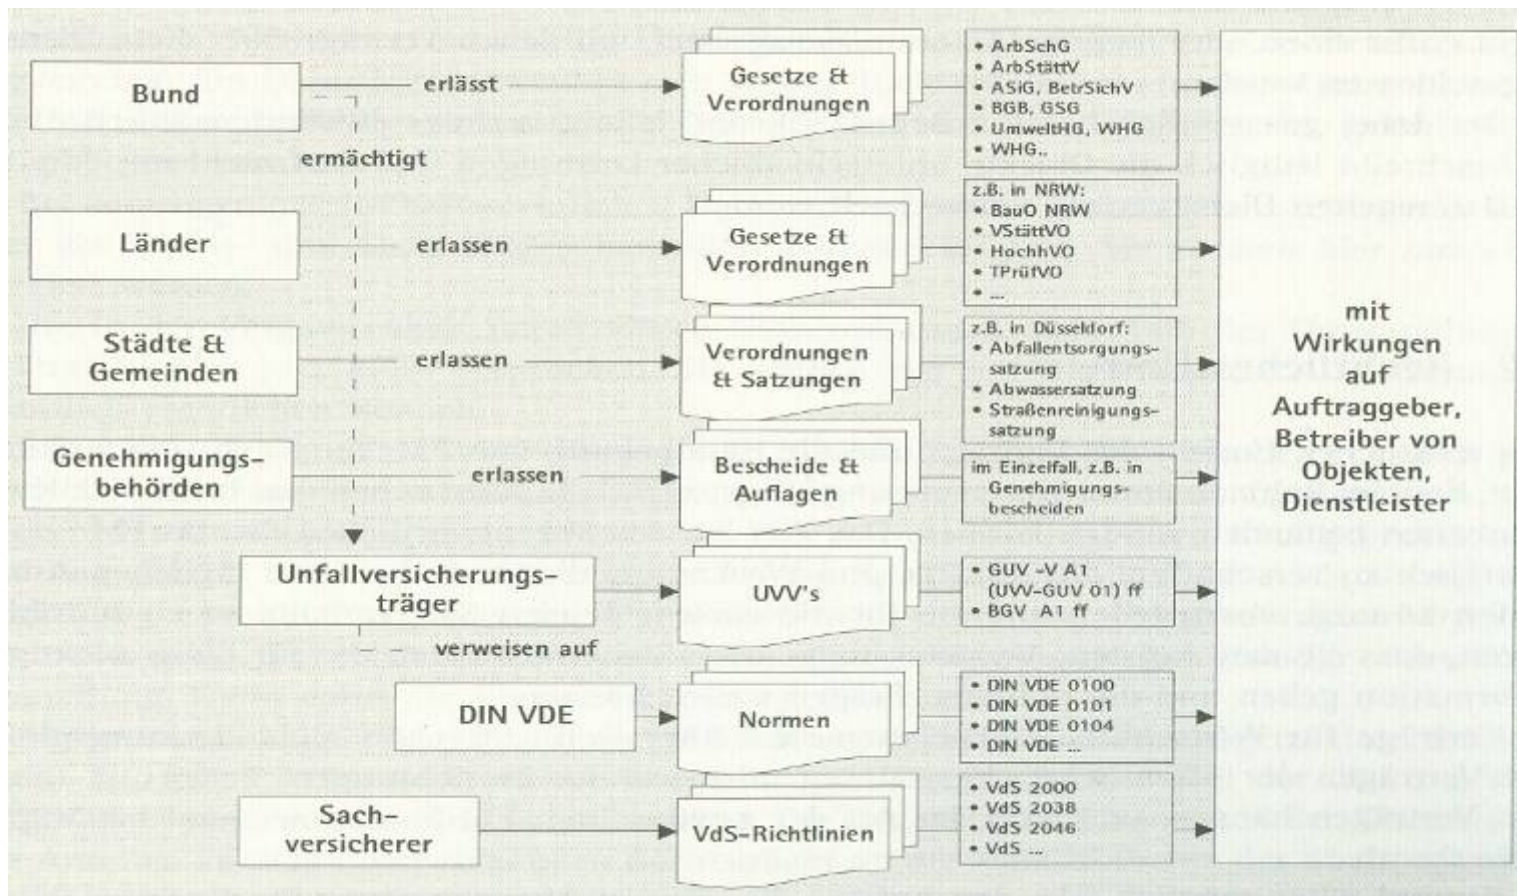 Bund
erlässt
Gesetze &
Verordnungen
• ArbSchG
• ArbStättV
• ASiG, BetrSichV
• BGB, GSG
• UmweltHG, WHG
• WHG..
ermächtigt
Länder
erlassen
Gesetze &
Verordnungen
z.B. in NRW:
• BauO NRW
• VStättVO
• HochhVO
• TPrüfVO
• ...
Städte &
Gemeinden
erlassen
Verordnungen
& Satzungen
z.B. in Düsseldorf:
• Abfallentsorgungs-
satzung
• Abwassersatzung
• Straßenreinigungs-
satzung
Genehmigungs-
behörden
erlassen
Bescheide &
Auflagen
im Einzelfall, z.B. in
Genehmigungs-
bescheiden
Unfallversicherungs-
träger
UVV's
• GUV -V A1
(UVV-GUV 01) ff
• BGV A1 ff
verweisen auf
DIN VDE
Normen
• DIN VDE 0100
• DIN VDE 0101
• DIN VDE 0104
• DIN VDE ...
Sach-
versicherer
VdS-Richtlinien
• VdS 2000
• VdS 2038
• VdS 2046
• VdS ...
mit
Wirkungen
auf
Auftraggeber,
Betreiber von
Objekten,
Dienstleister